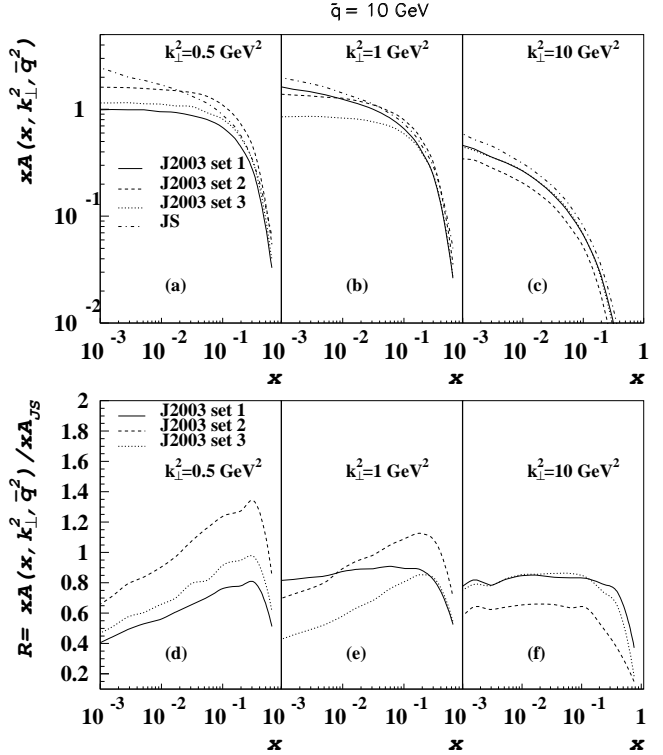 q̄ = 10 GeV
xA(x, k⊥², q̄²)
k⊥²=0.5 GeV² k⊥²=1 GeV² k⊥²=10 GeV²
1
10⁻¹
10⁻²
J2003 set 1
J2003 set 2
J2003 set 3
JS
(a) (b) (c)
10⁻³ 10⁻² 10⁻¹ 10⁻³ 10⁻² 10⁻¹ 10⁻³ 10⁻² 10⁻¹ 1
x x x
R= xA(x, k⊥², q̄²)/xA_JS
2
1.8
1.6
1.4
1.2
1
0.8
0.6
0.4
0.2
J2003 set 1
J2003 set 2
J2003 set 3
k⊥²=0.5 GeV² k⊥²=1 GeV² k⊥²=10 GeV²
(d) (e) (f)
10⁻³ 10⁻² 10⁻¹ 10⁻³ 10⁻² 10⁻¹ 10⁻³ 10⁻² 10⁻¹ 1
x x x